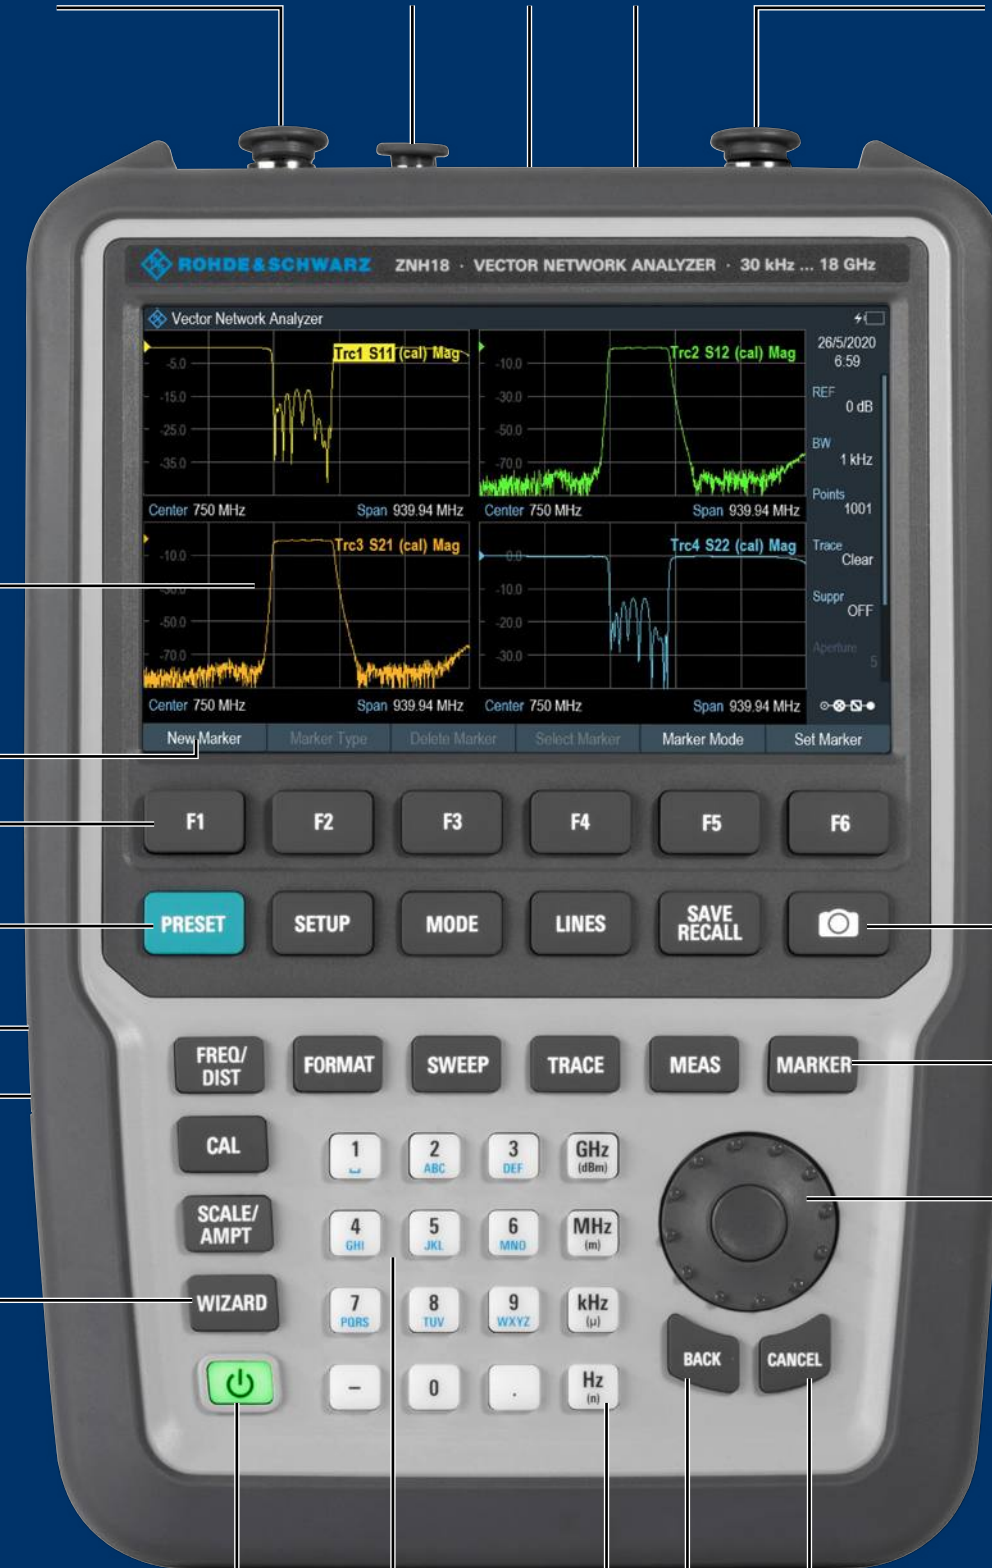 ROHDE & SCHWARZ ZNH18 · VECTOR NETWORK ANALYZER · 30 kHz ... 18 GHz
Vector Network Analyzer
26/5/2020
6:59
Trc1 S11 (cal) Mag
-5.0
-15.0
-25.0
-35.0
Center 750 MHz Span 939.94 MHz
Trc2 S12 (cal) Mag
-10.0
-30.0
-50.0
-70.0
Center 750 MHz Span 939.94 MHz
Trc3 S21 (cal) Mag
-10.0
-30.0
-50.0
-70.0
Center 750 MHz Span 939.94 MHz
Trc4 S22 (cal) Mag
0.0
-10.0
-20.0
-30.0
Center 750 MHz Span 939.94 MHz
REF
0 dB
BW
1 kHz
Points
1001
Trace
Clear
Suppr
OFF
Aperture
5
New Marker Marker Type Delete Marker Select Marker Marker Mode Set Marker
F1 F2 F3 F4 F5 F6
PRESET SETUP MODE LINES SAVE RECALL
FREQ/DIST FORMAT SWEEP TRACE MEAS MARKER
CAL
SCALE/AMPT
WIZARD
1 2 ABC 3 DEF GHz (dBm)
4 GHI 5 JKL 6 MNO MHz (m)
7 PQRS 8 TUV 9 WXYZ kHz (µ)
– 0 . Hz (n)
BACK CANCEL